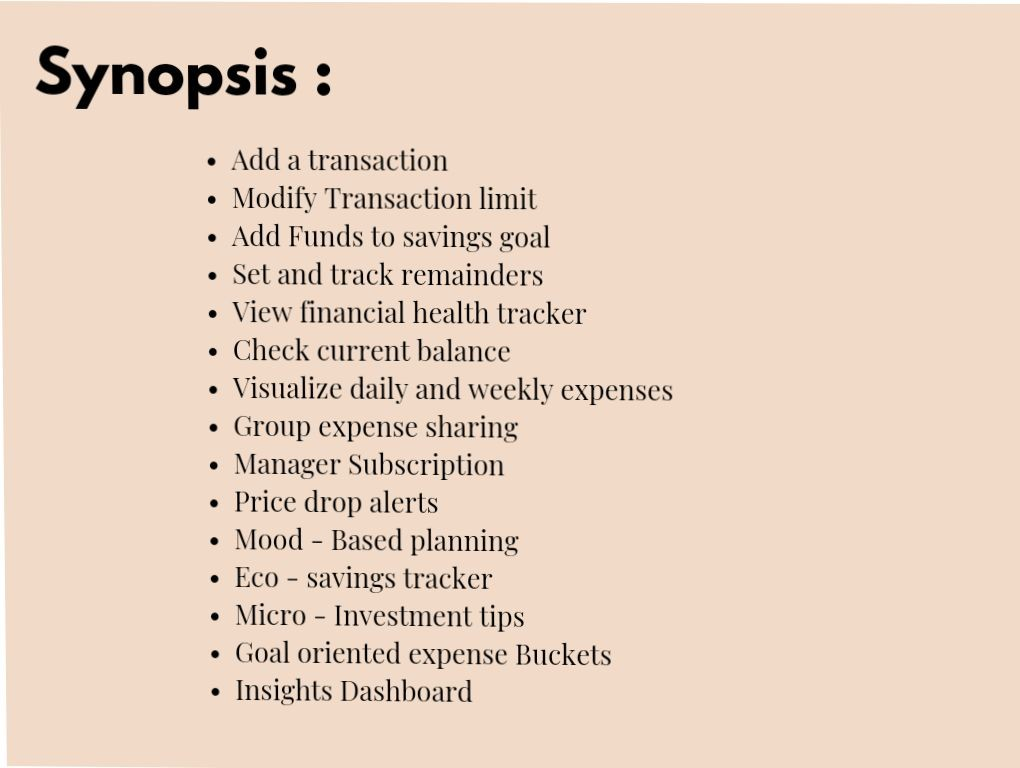 Synopsis :
• Add a transaction
• Modify Transaction limit
• Add Funds to savings goal
• Set and track remainders
• View financial health tracker
• Check current balance
• Visualize daily and weekly expenses
• Group expense sharing
• Manager Subscription
• Price drop alerts
• Mood - Based planning
• Eco - savings tracker
• Micro - Investment tips
• Goal oriented expense Buckets
• Insights Dashboard